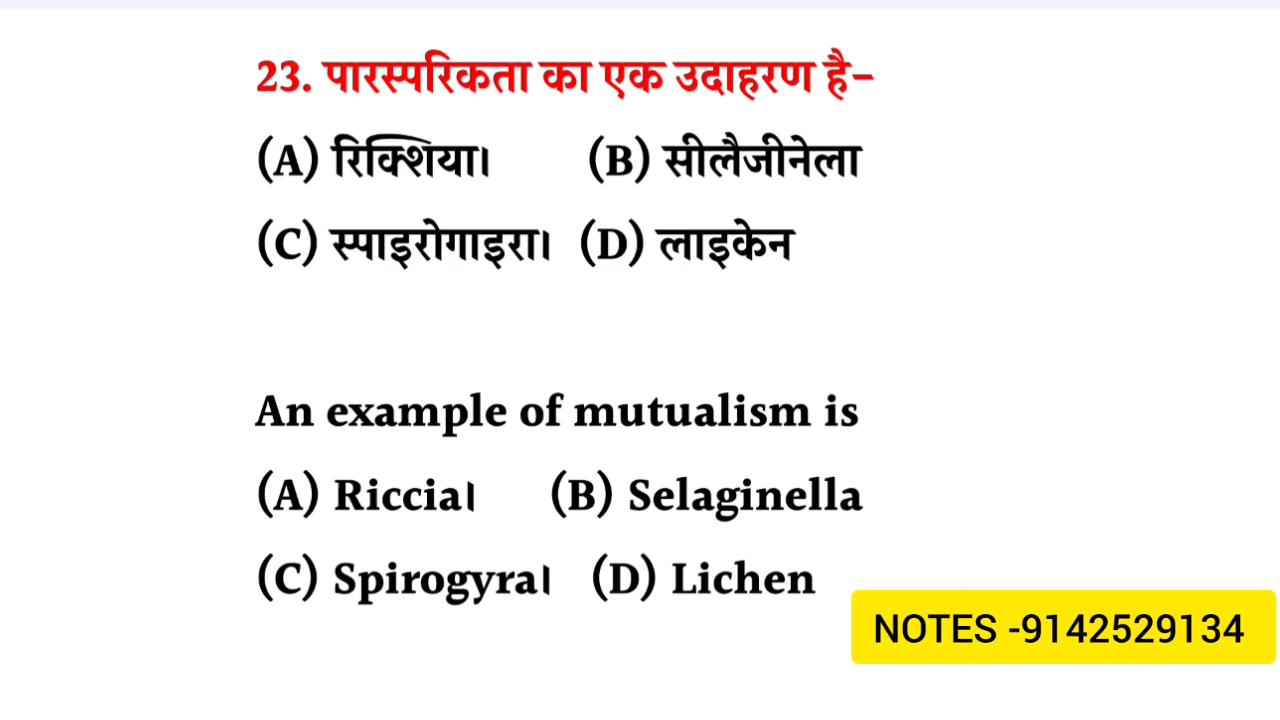 23. पारस्परिकता का एक उदाहरण है–
(A) रिक्शिया। (B) सीलैजीनेला
(C) स्पाइरोगाइरा। (D) लाइकेन
An example of mutualism is
(A) Riccia। (B) Selaginella
(C) Spirogyra। (D) Lichen
NOTES -9142529134